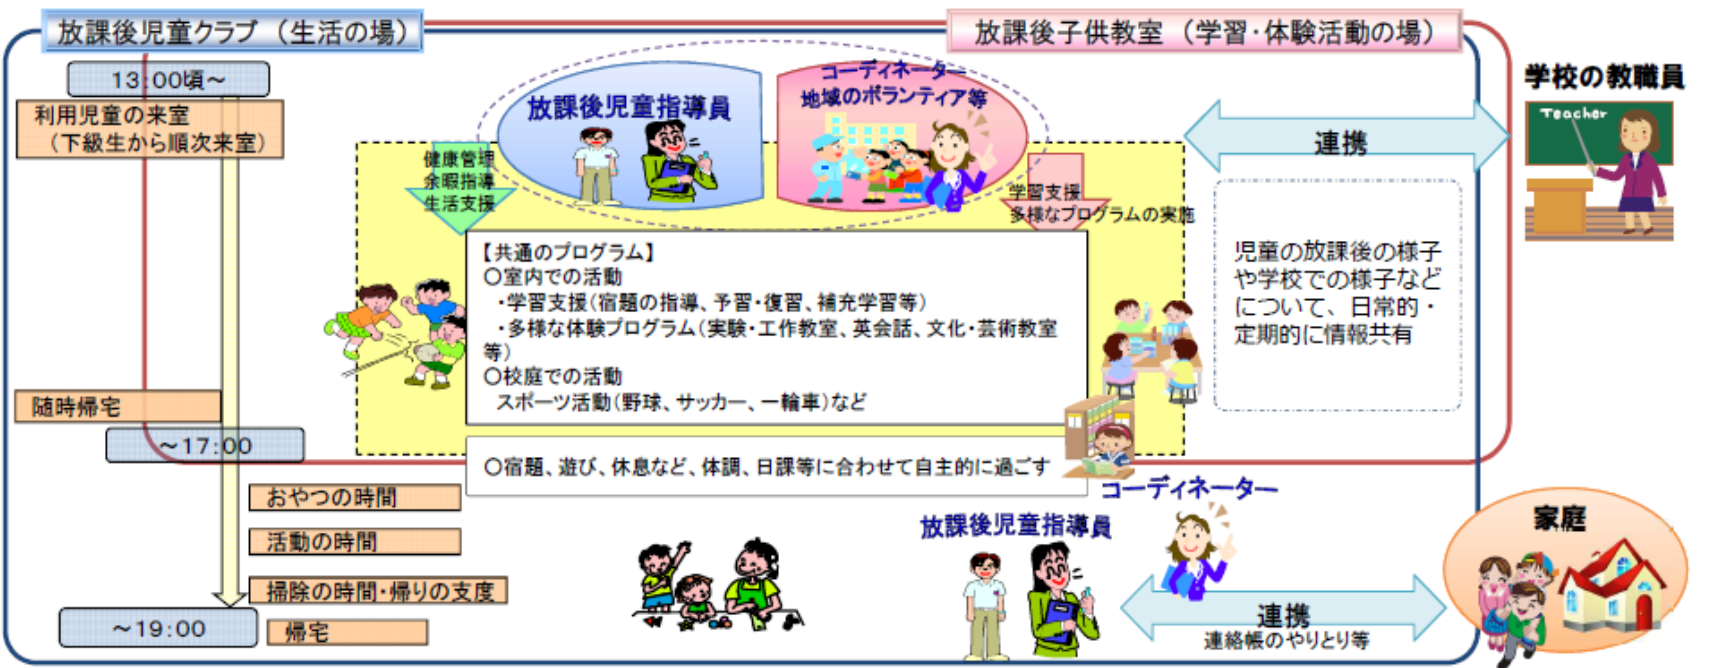 放課後児童クラブ（生活の場）
放課後子供教室（学習・体験活動の場）
13:00頃～
利用児童の来室
（下級生から順次来室）
随時帰宅
～17:00
おやつの時間
活動の時間
掃除の時間・帰りの支度
～19:00
帰宅
放課後児童指導員
コーディネーター
地域のボランティア等
健康管理
余暇指導
生活支援
学習支援
多様なプログラムの実施
【共通のプログラム】
○室内での活動
・学習支援（宿題の指導、予習・復習、補充学習等）
・多様な体験プログラム（実験・工作教室、英会話、文化・芸術教室
等）
○校庭での活動
スポーツ活動（野球、サッカー、一輪車）など
○宿題、遊び、休息など、体調、日課等に合わせて自主的に過ごす
連携
学校の教職員
Teacher
児童の放課後の様子
や学校での様子など
について、日常的・
定期的に情報共有
コーディネーター
放課後児童指導員
連携
連絡帳のやりとり等
家庭